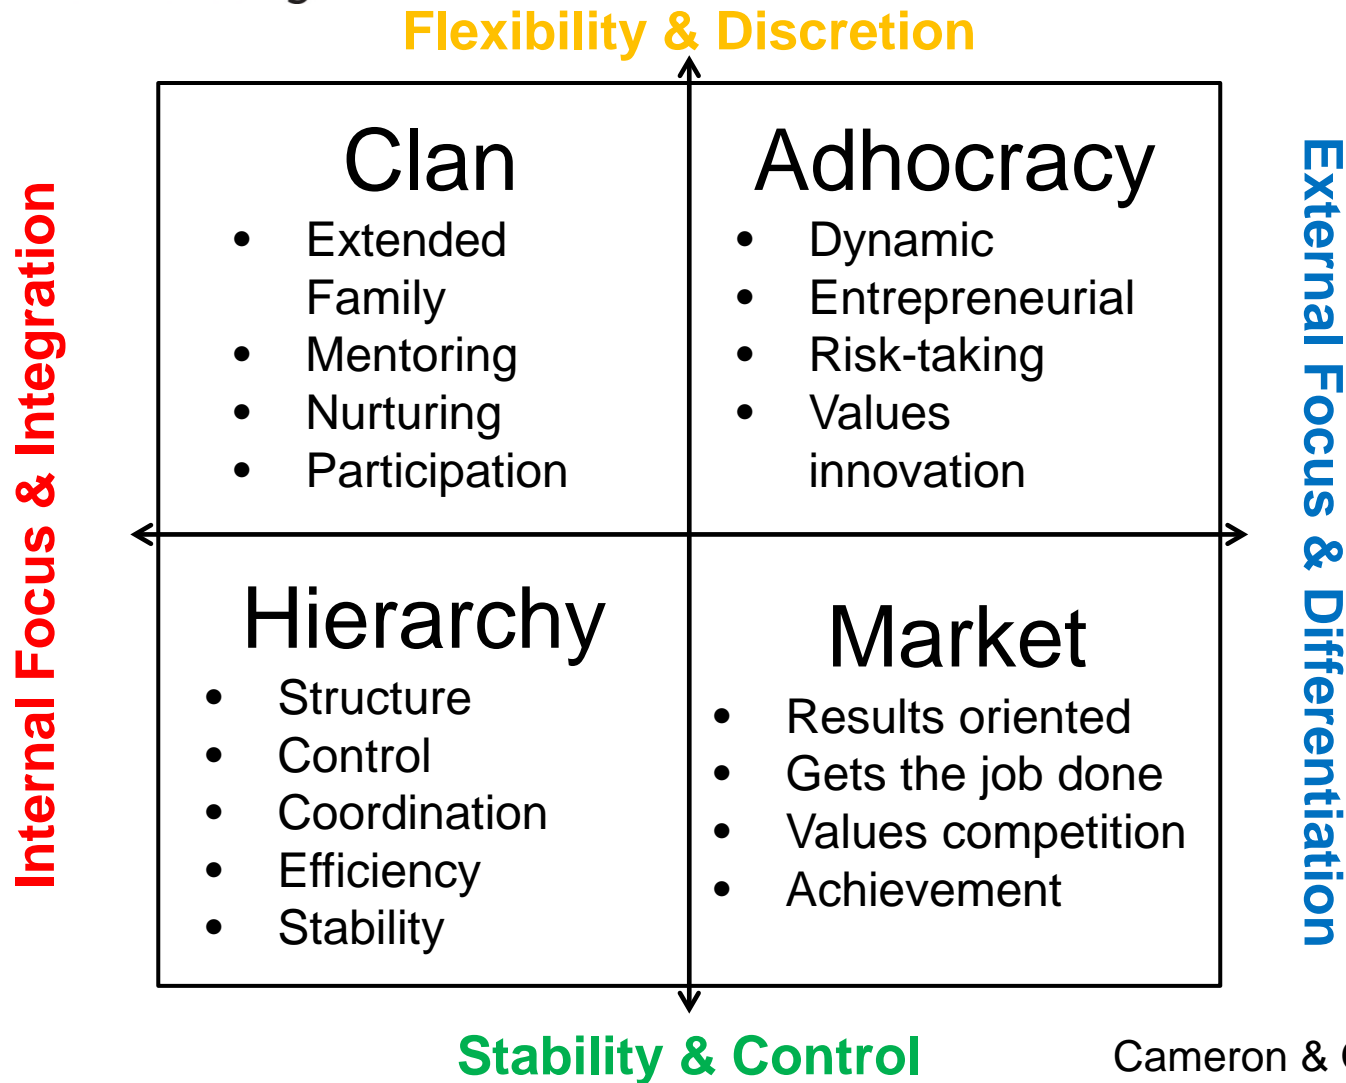 Flexibility & Discretion
Internal Focus & Integration
External Focus & Differentiation
Clan
• Extended
Family
• Mentoring
• Nurturing
• Participation
Adhocracy
• Dynamic
• Entrepreneurial
• Risk-taking
• Values
innovation
Hierarchy
• Structure
• Control
• Coordination
• Efficiency
• Stability
Market
• Results oriented
• Gets the job done
• Values competition
• Achievement
Stability & Control
Cameron &